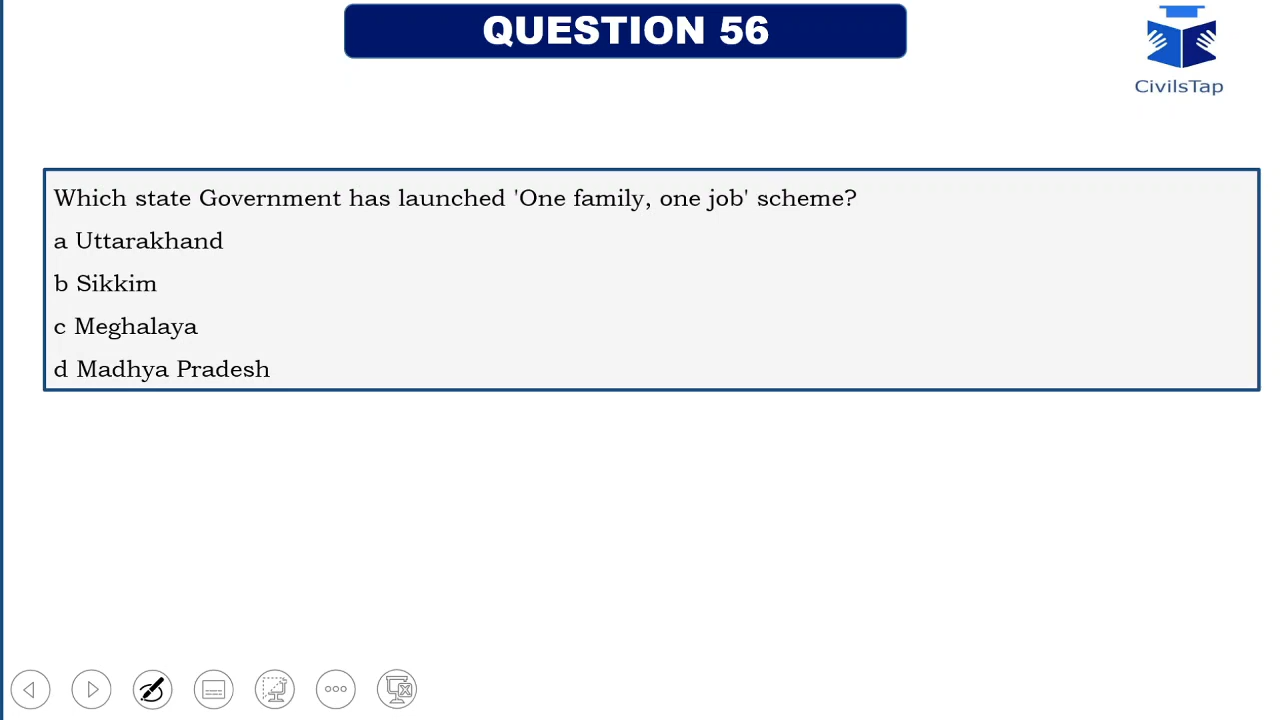 QUESTION 56
CivilsTap
Which state Government has launched 'One family, one job' scheme?
a Uttarakhand
b Sikkim
c Meghalaya
d Madhya Pradesh